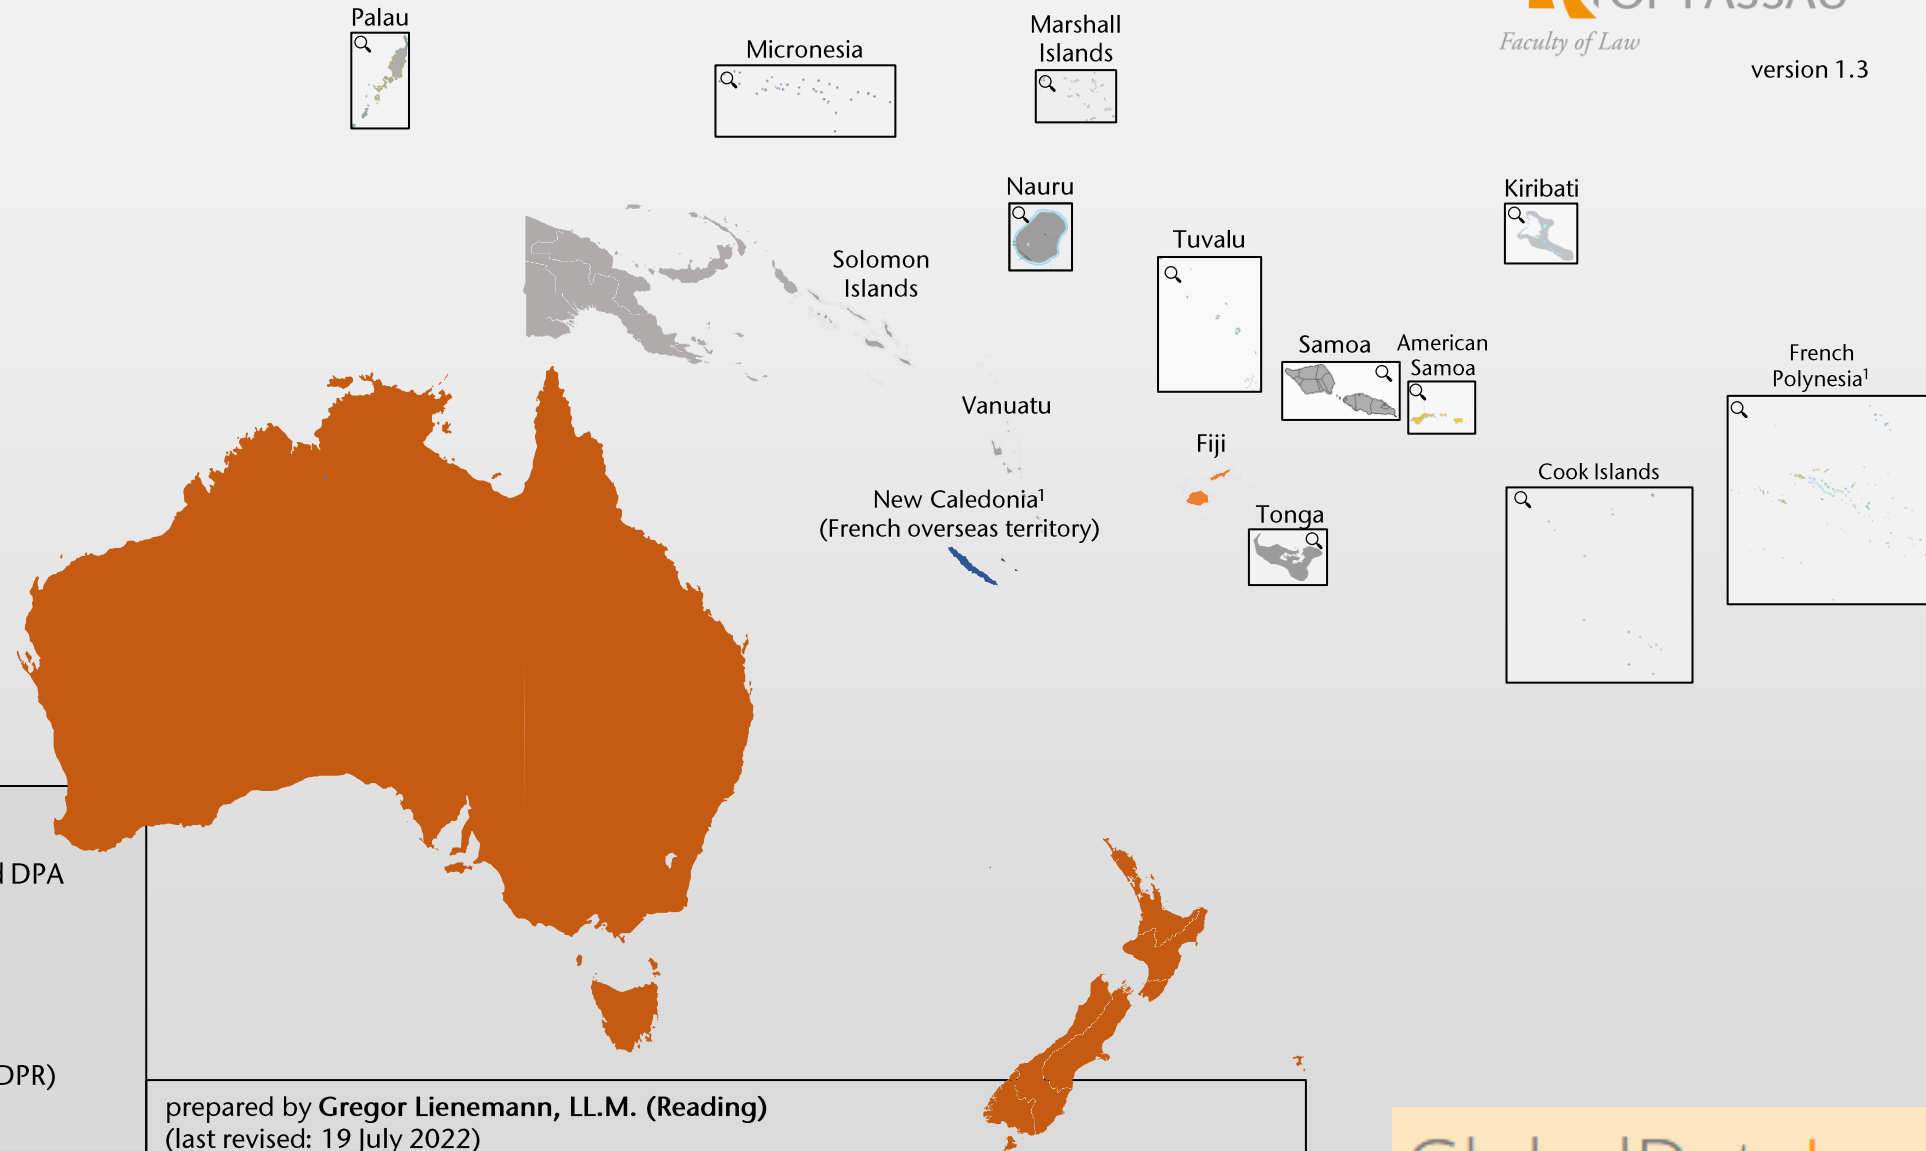 Palau
Micronesia
Marshall
Islands
Faculty of Law
version 1.3
Nauru
Kiribati
Tuvalu
Solomon
Islands
Samoa
American
Samoa
French
Polynesia¹
Vanuatu
Fiji
Cook Islands
New Caledonia¹
(French overseas territory)
Tonga
DPA
DPR)
prepared by Gregor Lienemann, LL.M. (Reading)
(last revised: 19 July 2022)